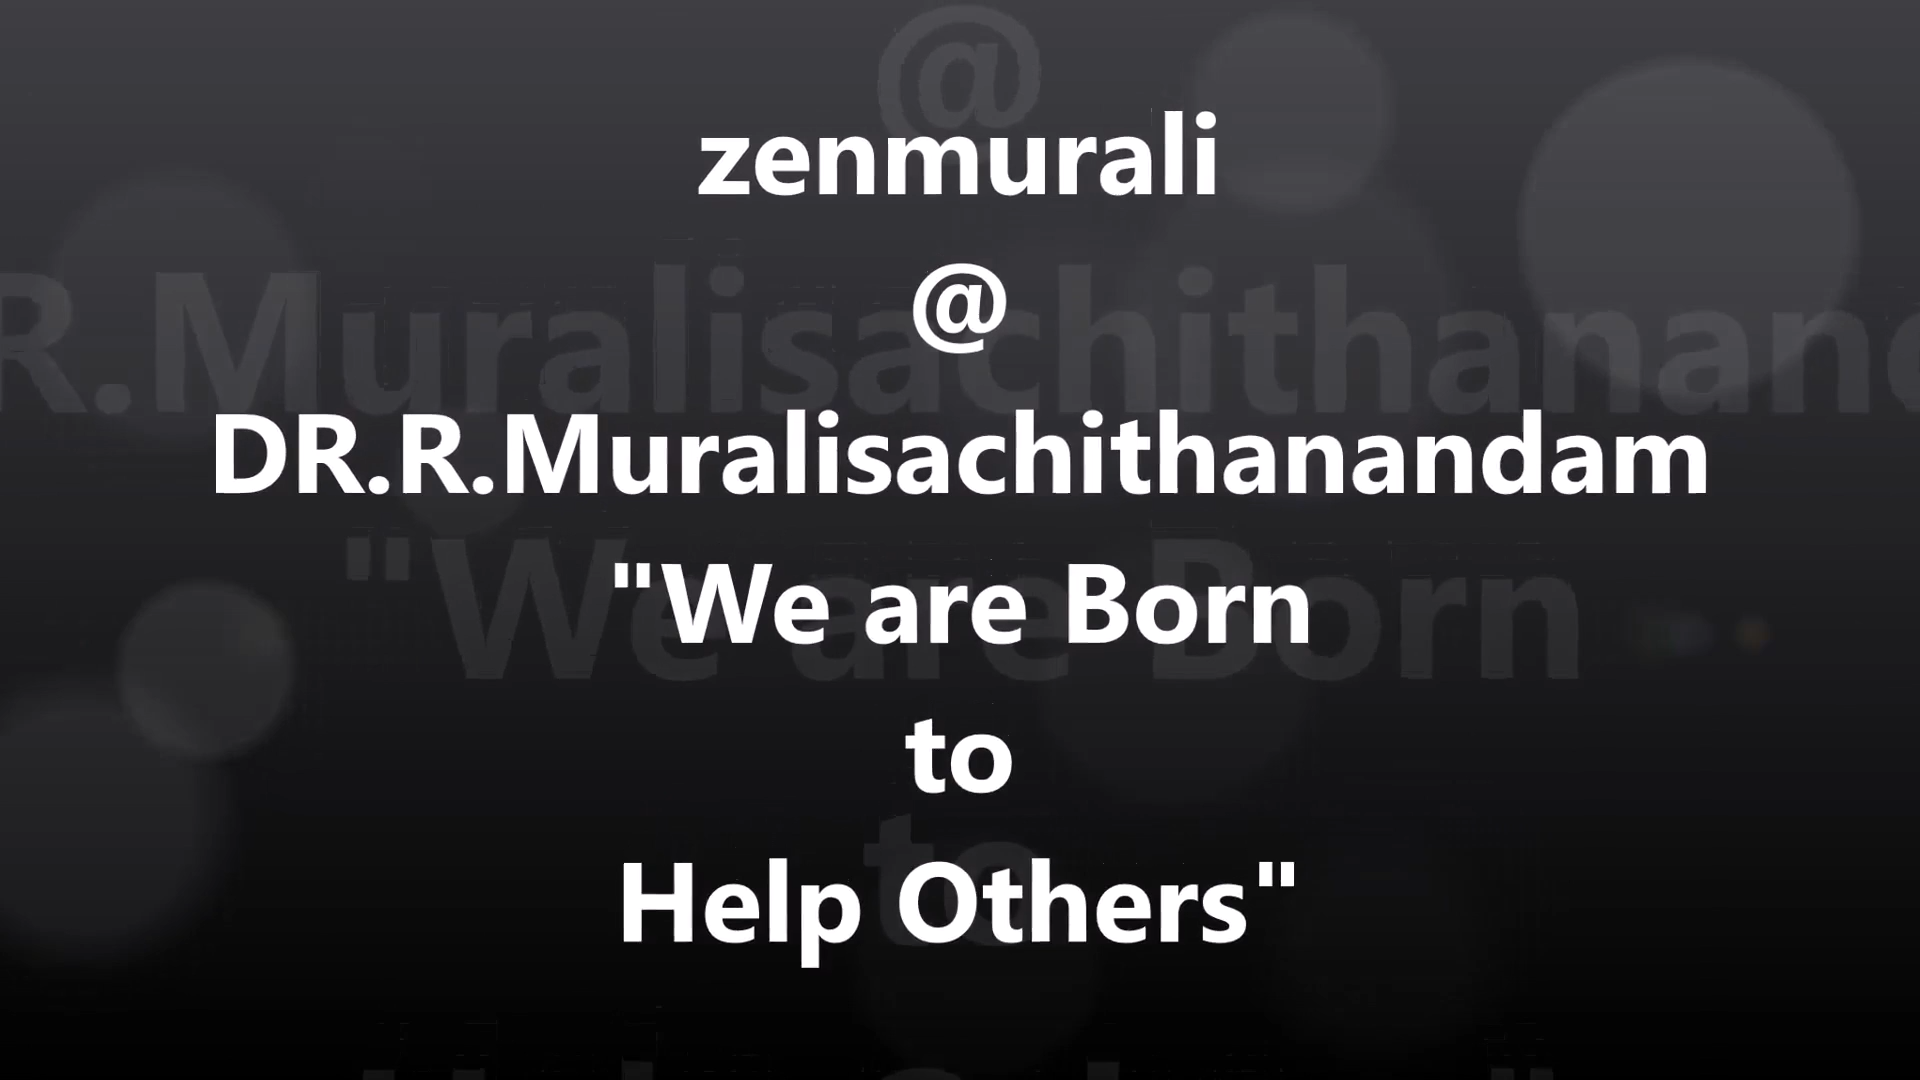 zenmurali
@
DR.R.Muralisachithanandam
"We are Born
to
Help Others"